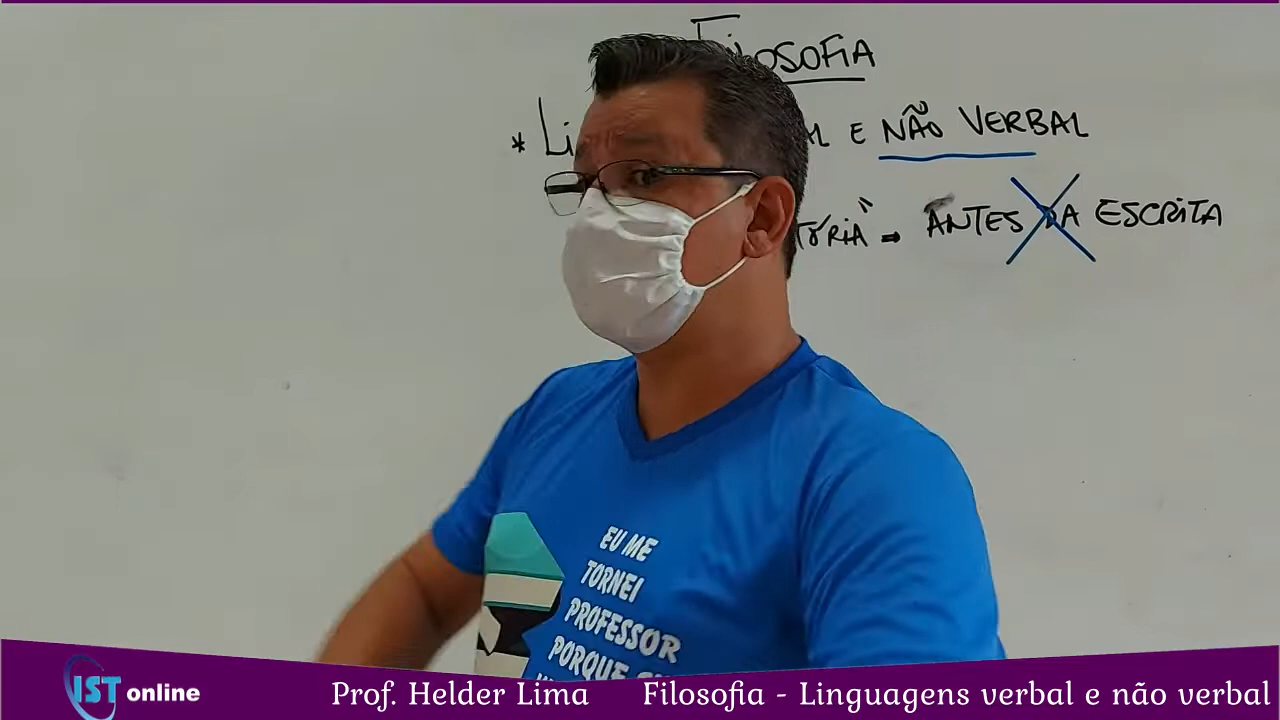 FiLOSOFiA
* Li L E NÃO VERBAL
TÓRiA" ⇒ ANTES DA ESCRiTA
EU ME
TORNEI
PROFESSOR
PORQUE
IST online Prof. Helder Lima Filosofia - Linguagens verbal e não verbal